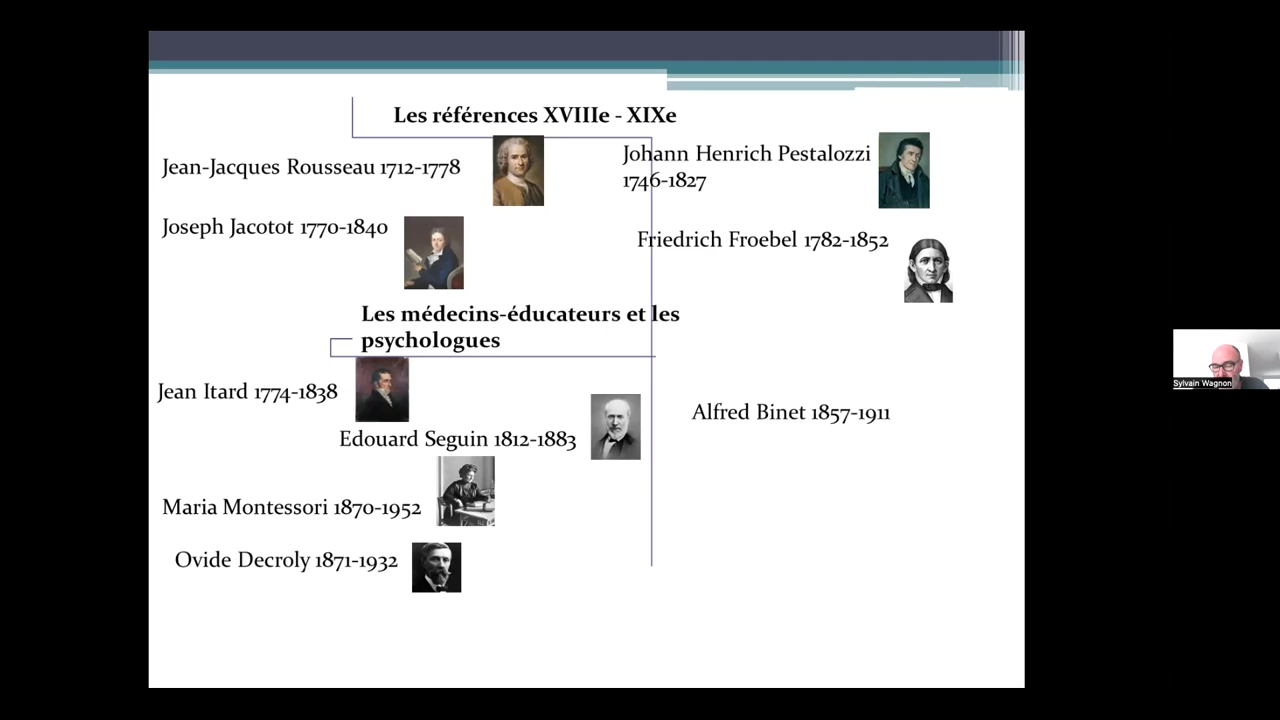 Les références XVIIIe - XIXe
Jean-Jacques Rousseau 1712-1778
Johann Henrich Pestalozzi
1746-1827
Joseph Jacotot 1770-1840
Friedrich Froebel 1782-1852
Les médecins-éducateurs et les
psychologues
Jean Itard 1774-1838
Edouard Seguin 1812-1883
Alfred Binet 1857-1911
Maria Montessori 1870-1952
Ovide Decroly 1871-1932
Sylvain Wagnon